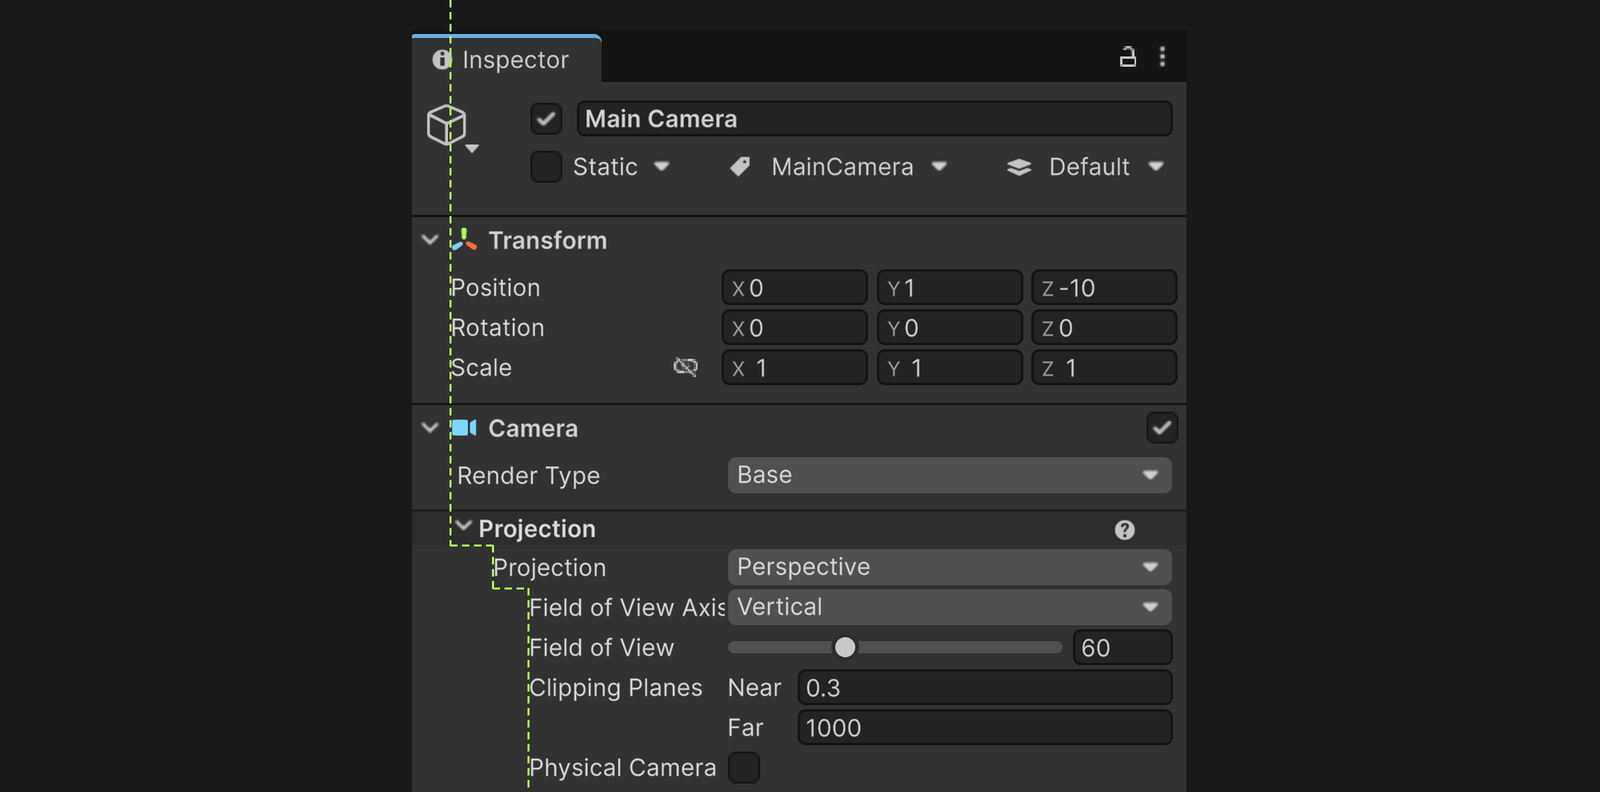 Inspector
Main Camera
Static MainCamera Default
Transform
Position X 0 Y 1 Z -10
Rotation X 0 Y 0 Z 0
Scale X 1 Y 1 Z 1
Camera
Render Type Base
Projection ?
Projection Perspective
Field of View Axis Vertical
Field of View 60
Clipping Planes Near 0.3
Far 1000
Physical Camera